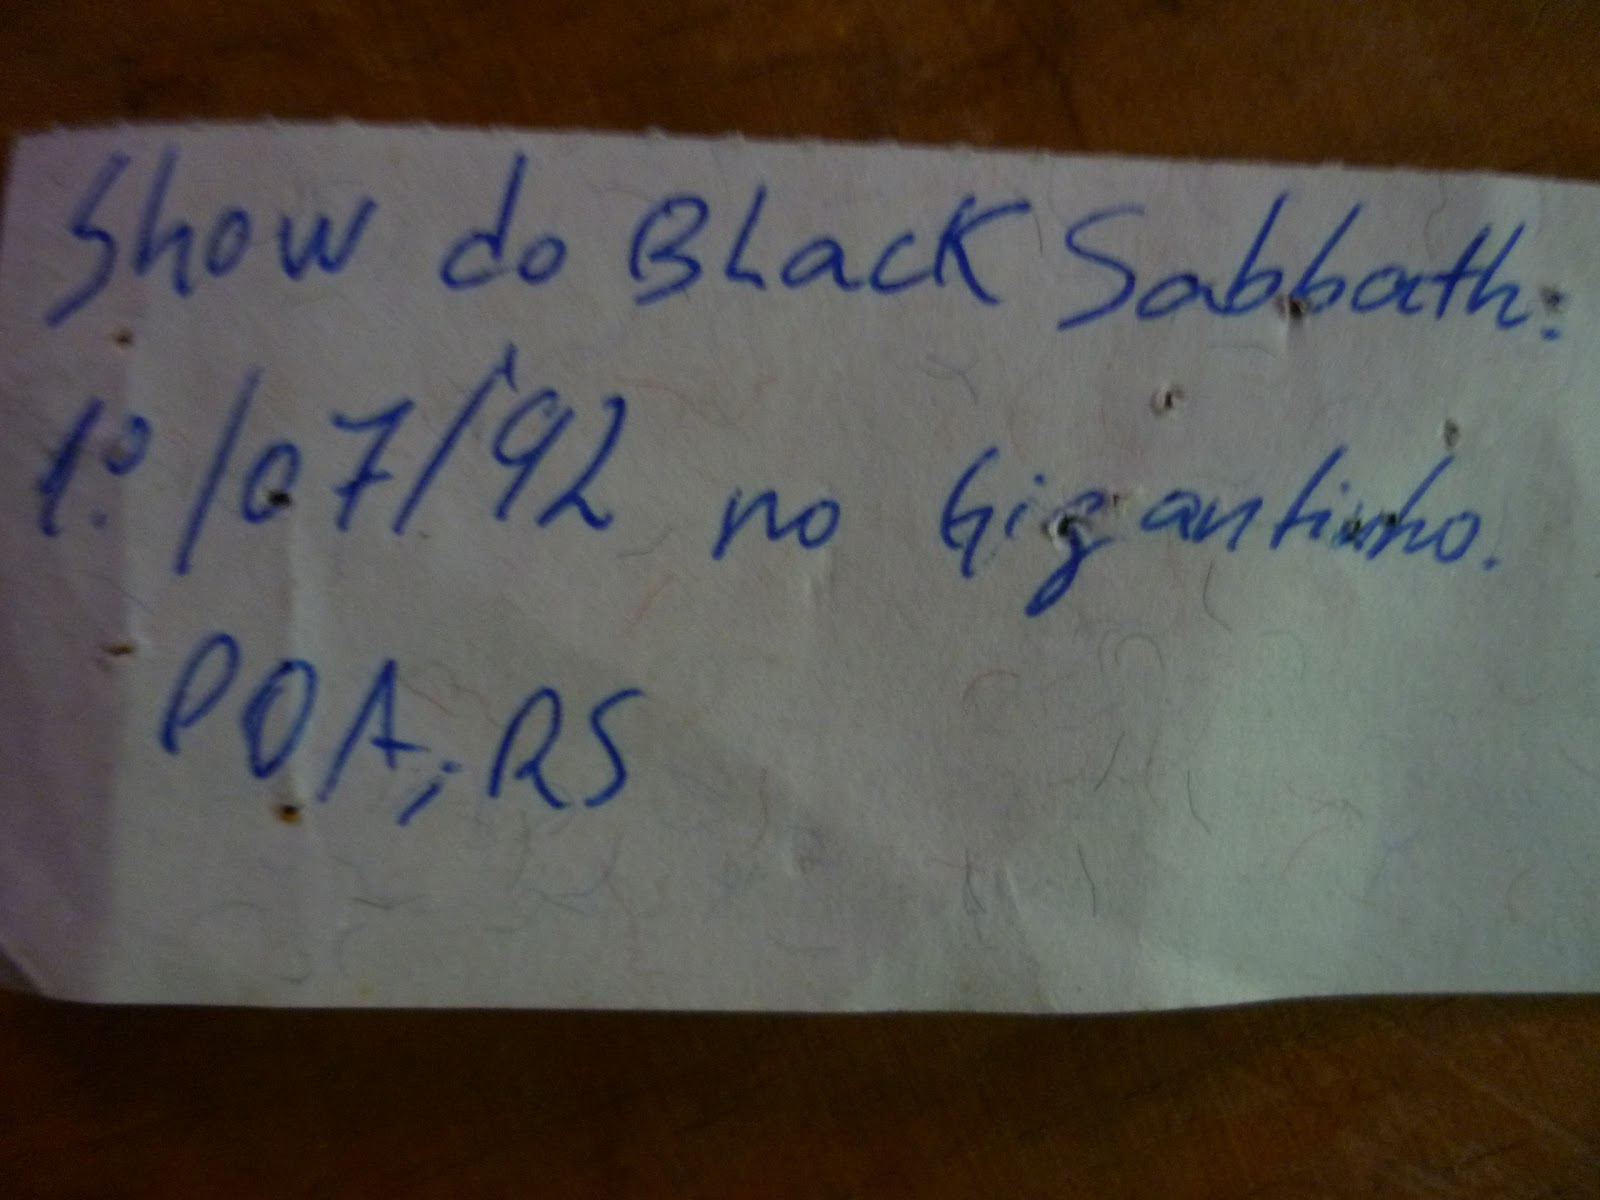 Show do Black Sabbath:
1º/07/'92 no Gigantinho.
POA, RS